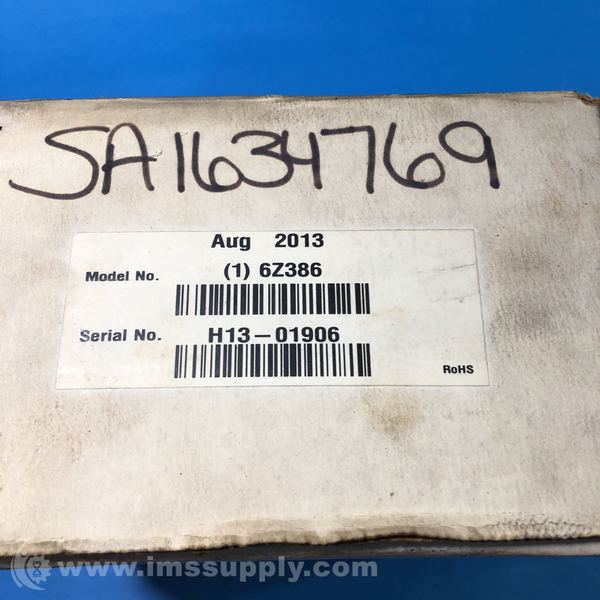 SA1634769
Aug 2013
Model No. (1) 6Z386
Serial No. H13-01906
RoHS
www.imssupply.com